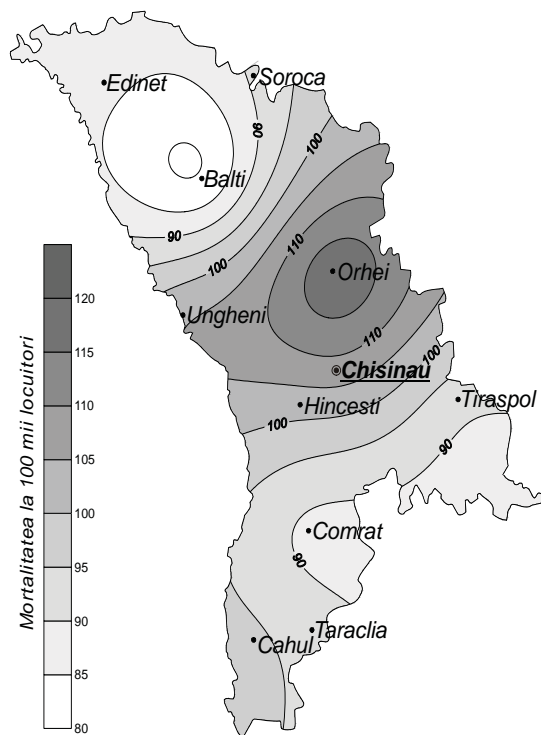 Edinet
Soroca
90
100
Balti
90
100
110
Orhei
Ungheni
110
100
Chisinau
Hincesti
Tiraspol
100
90
Comrat
90
Taraclia
Cahul
Mortalitatea la 100 mii locuitori
120
115
110
105
100
95
90
85
80